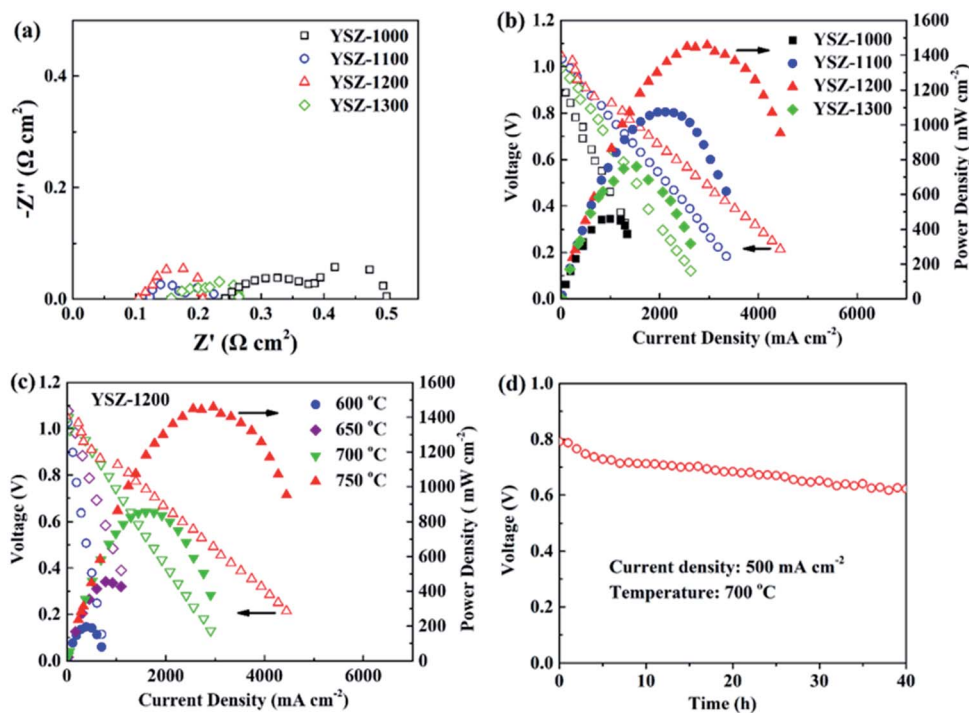 (a)
YSZ-1000
YSZ-1100
YSZ-1200
YSZ-1300
-Z'' (Ω cm²)
0.4
0.2
0.0
0.0 0.1 0.2 0.3 0.4 0.5
Z' (Ω cm²)
(b)
YSZ-1000
YSZ-1100
YSZ-1200
YSZ-1300
Voltage (V)
1.2
1.0
0.8
0.6
0.4
0.2
0.0
1600
1400
1200
1000
800
600
400
200
0
Power Density ( mW cm⁻²)
0 2000 4000 6000
Current Density (mA cm⁻²)
(c)
YSZ-1200
600 °C
650 °C
700 °C
750 °C
Voltage (V)
1.2
1.0
0.8
0.6
0.4
0.2
0.0
1600
1400
1200
1000
800
600
400
200
0
Power Density ( mW cm⁻²)
0 2000 4000 6000
Current Density (mA cm⁻²)
(d)
Voltage (V)
1.0
0.8
0.6
0.4
0.2
0.0
Current density: 500 mA cm⁻²
Temperature: 700 °C
0 10 20 30 40
Time (h)